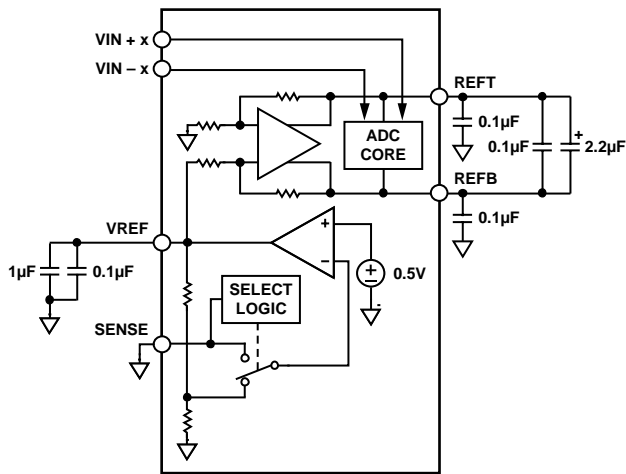 VIN + x
VIN – x
REFT
0.1µF
0.1µF
+
2.2µF
ADC
CORE
REFB
0.1µF
VREF
1µF
0.1µF
+
–
0.5V
SELECT
LOGIC
SENSE